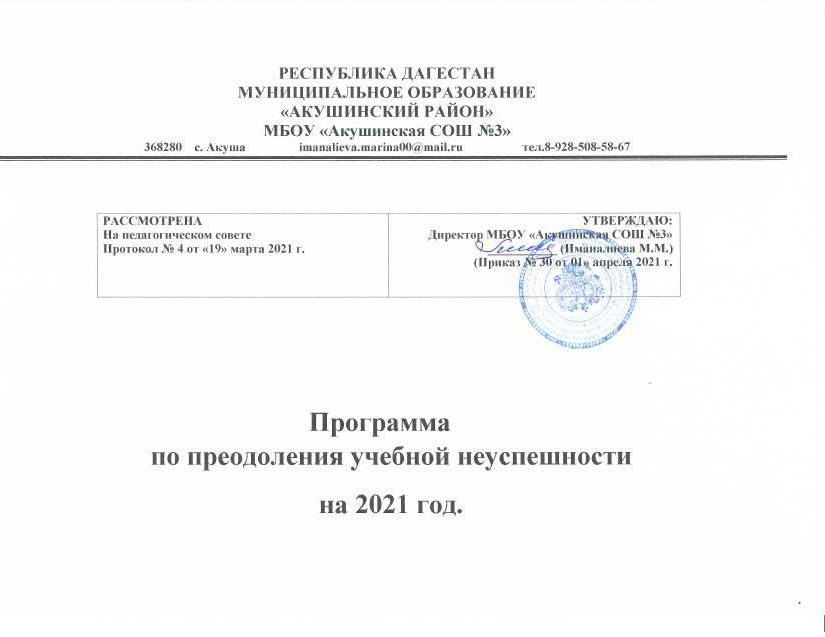 РЕСПУБЛИКА ДАГЕСТАН
МУНИЦИПАЛЬНОЕ ОБРАЗОВАНИЕ
«АКУШИНСКИЙ РАЙОН»
МБОУ «Акушинская СОШ №3»
368280 с. Акуша imanalieva.marina00@mail.ru тел.8-928-508-58-67
РАССМОТРЕНА
На педагогическом совете
Протокол № 4 от «19» марта 2021 г.
УТВЕРЖДАЮ:
Директор МБОУ «Акушинская СОШ №3»
(Иманалиева М.М.)
(Приказ № 30 от 01» апреля 2021 г.
Программа
по преодоления учебной неуспешности
на 2021 год.